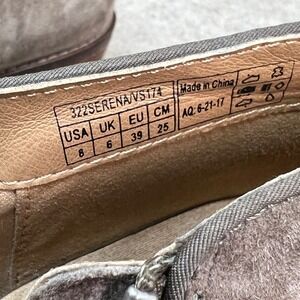 322SERENA/VS174
USA UK EU CM
8 6 39 25
Made in China
AQ: 6-21-17